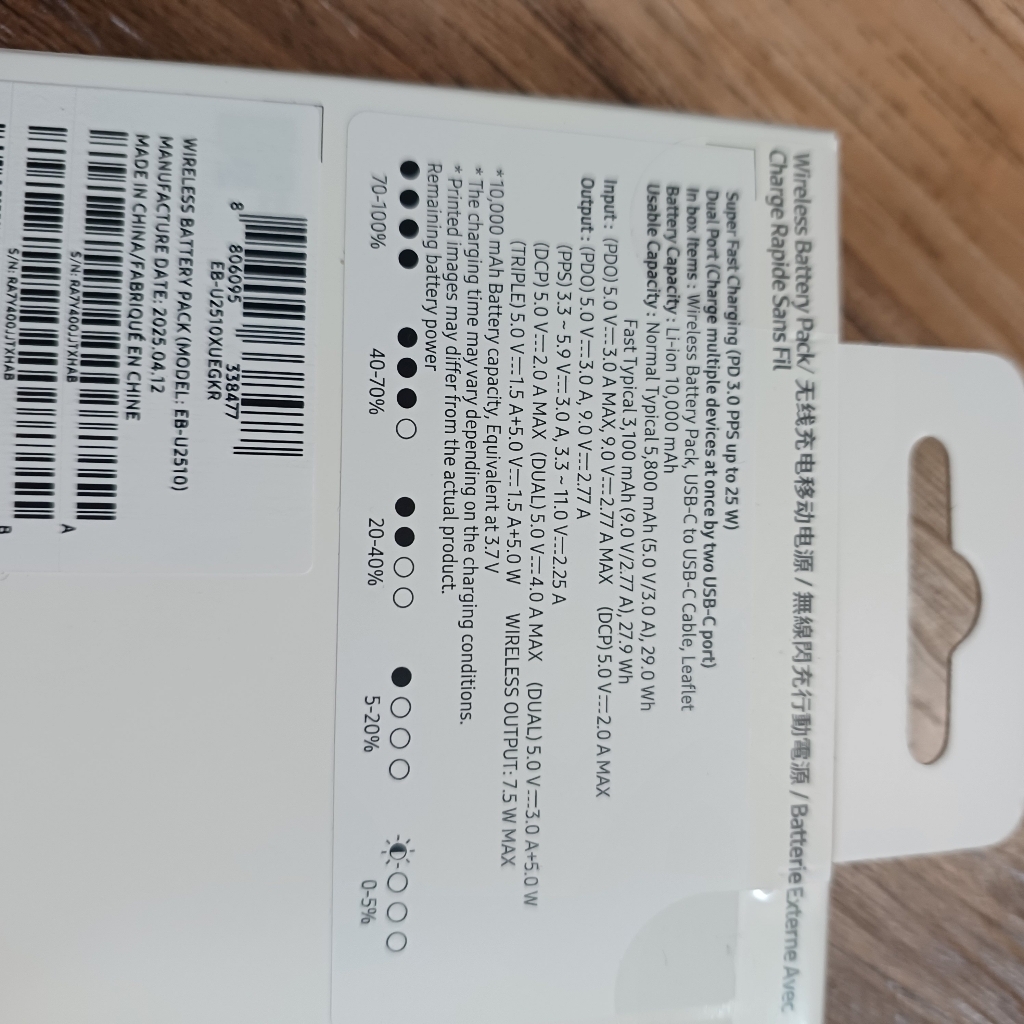 Wireless Battery Pack/ 无线充电移动电源 / 無線閃充行動電源 / Batterie Externe Avec
Charge Rapide Sans Fil
Super Fast Charging (PD 3.0 PPS up to 25 W)
Dual Port (Charge multiple devices at once by two USB-C port)
In box Items : Wireless Battery Pack, USB-C to USB-C Cable, Leaflet
Battery Capacity : Li-ion 10,000 mAh
Usable Capacity : Normal Typical 5,800 mAh (5.0 V/3.0 A), 29.0 Wh
Fast Typical 3,100 mAh (9.0 V/2.77 A), 27.9 Wh
Input : (PDO) 5.0 V⎓3.0 A MAX, 9.0 V⎓2.77 A MAX (DCP) 5.0 V⎓2.0 A MAX
Output : (PDO) 5.0 V⎓3.0 A, 9.0 V⎓2.77 A
(PPS) 3.3 ~ 5.9 V⎓3.0 A, 3.3 ~ 11.0 V⎓2.25 A
(DCP) 5.0 V⎓2.0 A MAX (DUAL) 5.0 V⎓4.0 A MAX (DUAL) 5.0 V⎓3.0 A+5.0 W
(TRIPLE) 5.0 V⎓1.5 A+5.0 V⎓1.5 A+5.0 W WIRELESS OUTPUT: 7.5 W MAX
* 10,000 mAh Battery capacity, Equivalent at 3.7 V
* The charging time may vary depending on the charging conditions.
* Printed images may differ from the actual product.
Remaining battery power
70-100% 40-70% 20-40% 5-20% 0-5%
8 806095 338477
EB-U2510XUEGKR
WIRELESS BATTERY PACK (MODEL: EB-U2510)
MANUFACTURE DATE: 2025.04.12
MADE IN CHINA/FABRIQUÉ EN CHINE
A
S/N: RA7Y400JJTXHAB
B
S/N: RA7Y400JJTXHAB